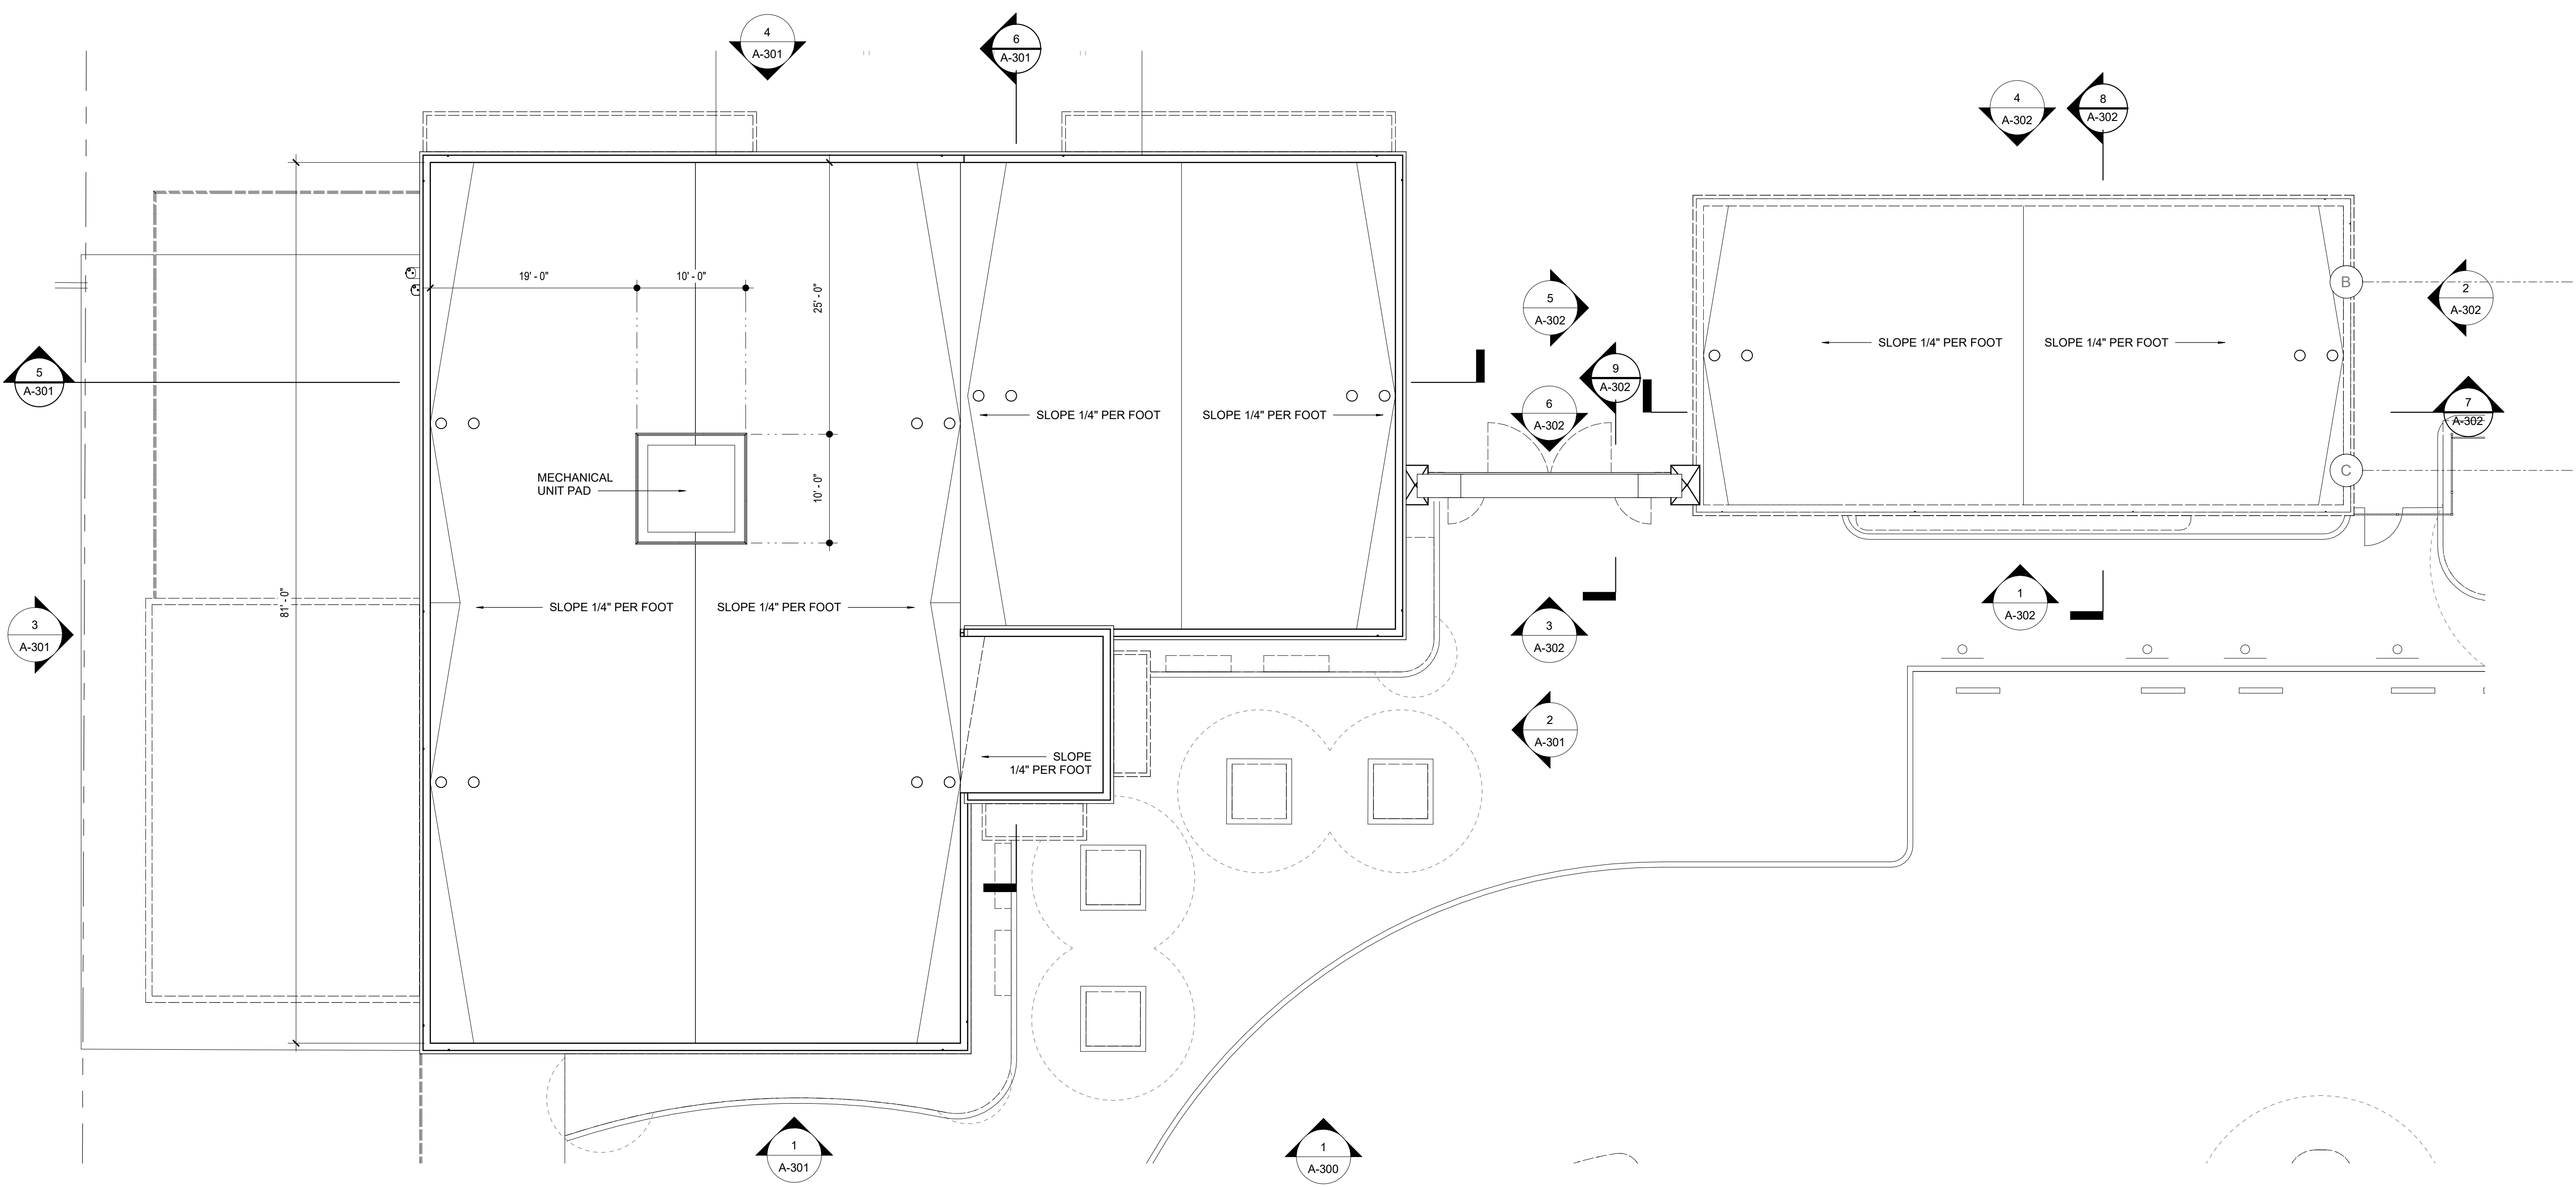 4
A-301
6
A-301
4
A-302
8
A-302
19' - 0"
10' - 0"
25' - 0"
5
A-302
B
2
A-302
SLOPE 1/4" PER FOOT
SLOPE 1/4" PER FOOT
5
A-301
9
A-302
6
A-302
7
A-302
SLOPE 1/4" PER FOOT
SLOPE 1/4" PER FOOT
C
MECHANICAL
UNIT PAD
10' - 0"
81' - 0"
SLOPE 1/4" PER FOOT
SLOPE 1/4" PER FOOT
3
A-301
3
A-302
1
A-302
2
A-301
SLOPE
1/4" PER FOOT
1
A-301
1
A-300